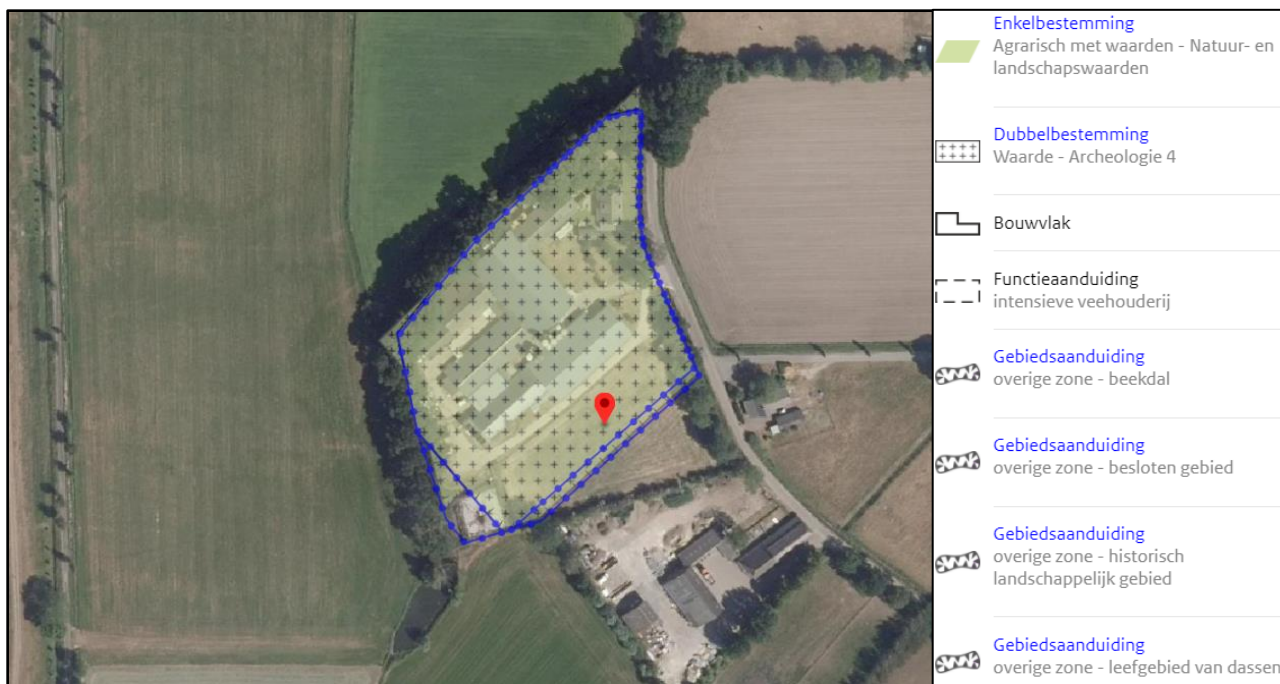 Enkelbestemming
Agrarisch met waarden - Natuur- en
landschapswaarden
Dubbelbestemming
Waarde - Archeologie 4
Bouwvlak
Functieaanduiding
intensieve veehouderij
Gebiedsaanduiding
overige zone - beekdal
Gebiedsaanduiding
overige zone - besloten gebied
Gebiedsaanduiding
overige zone - historisch
landschappelijk gebied
Gebiedsaanduiding
overige zone - leefgebied van dassen